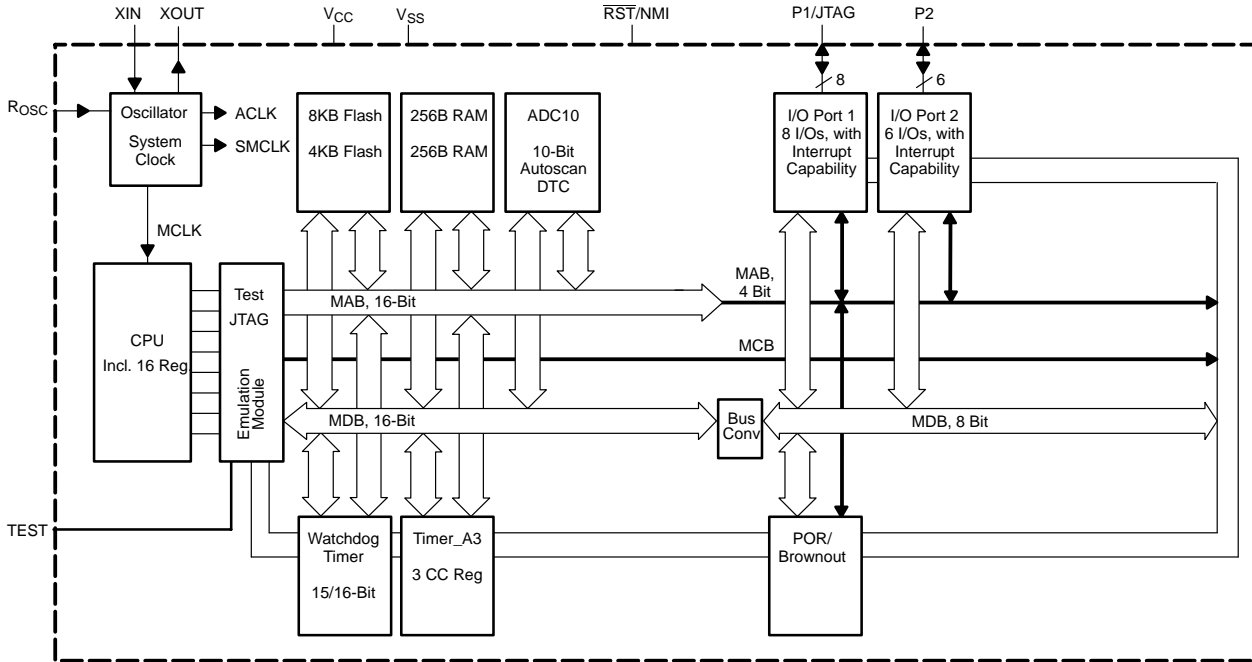 XIN XOUT VCC VSS RST/NMI P1/JTAG P2
8 6
ROSC
Oscillator
System
Clock
ACLK
SMCLK
8KB Flash
4KB Flash
256B RAM
256B RAM
ADC10
10-Bit
Autoscan
DTC
I/O Port 1
8 I/Os, with
Interrupt
Capability
I/O Port 2
6 I/Os, with
Interrupt
Capability
MCLK
CPU
Incl. 16 Reg.
Test
JTAG
Emulation
Module
MAB, 16-Bit
MAB,
4 Bit
MCB
MDB, 16-Bit
Bus
Conv
MDB, 8 Bit
TEST
Watchdog
Timer
15/16-Bit
Timer_A3
3 CC Reg
POR/
Brownout